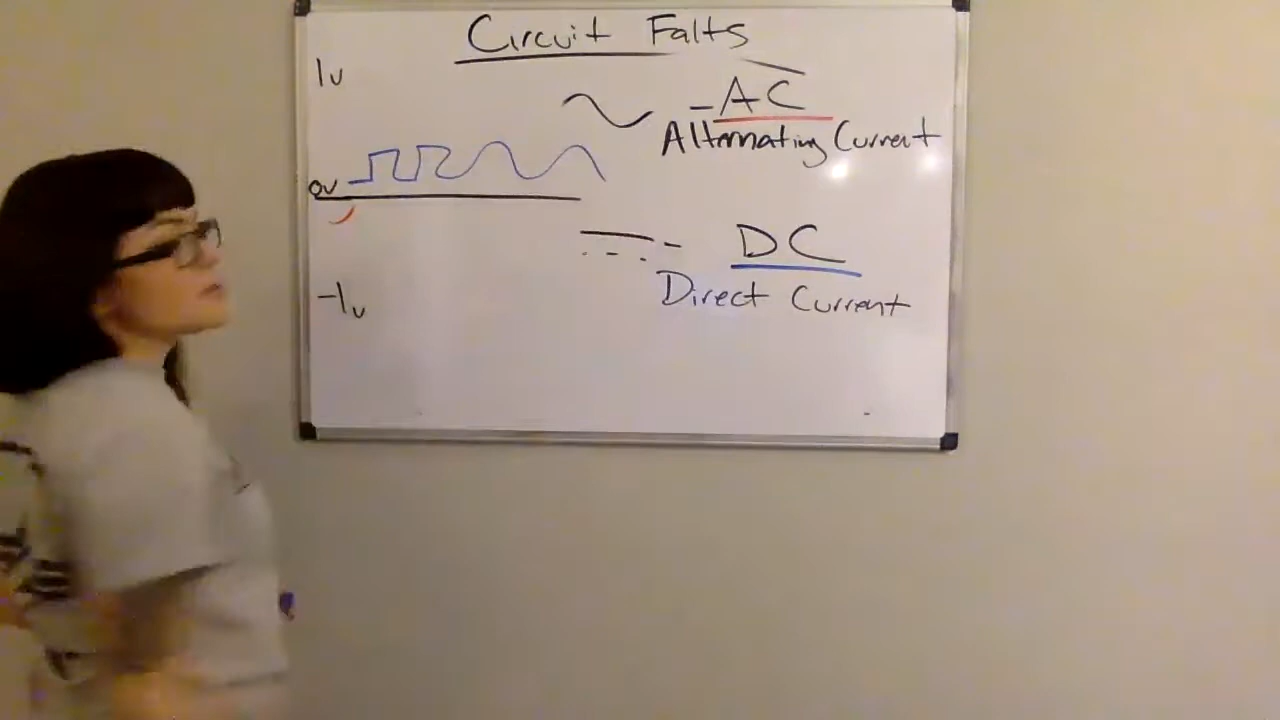 Circuit Falts
1v
~ -AC
Alternating Current
0v
DC
Direct Current
-1v